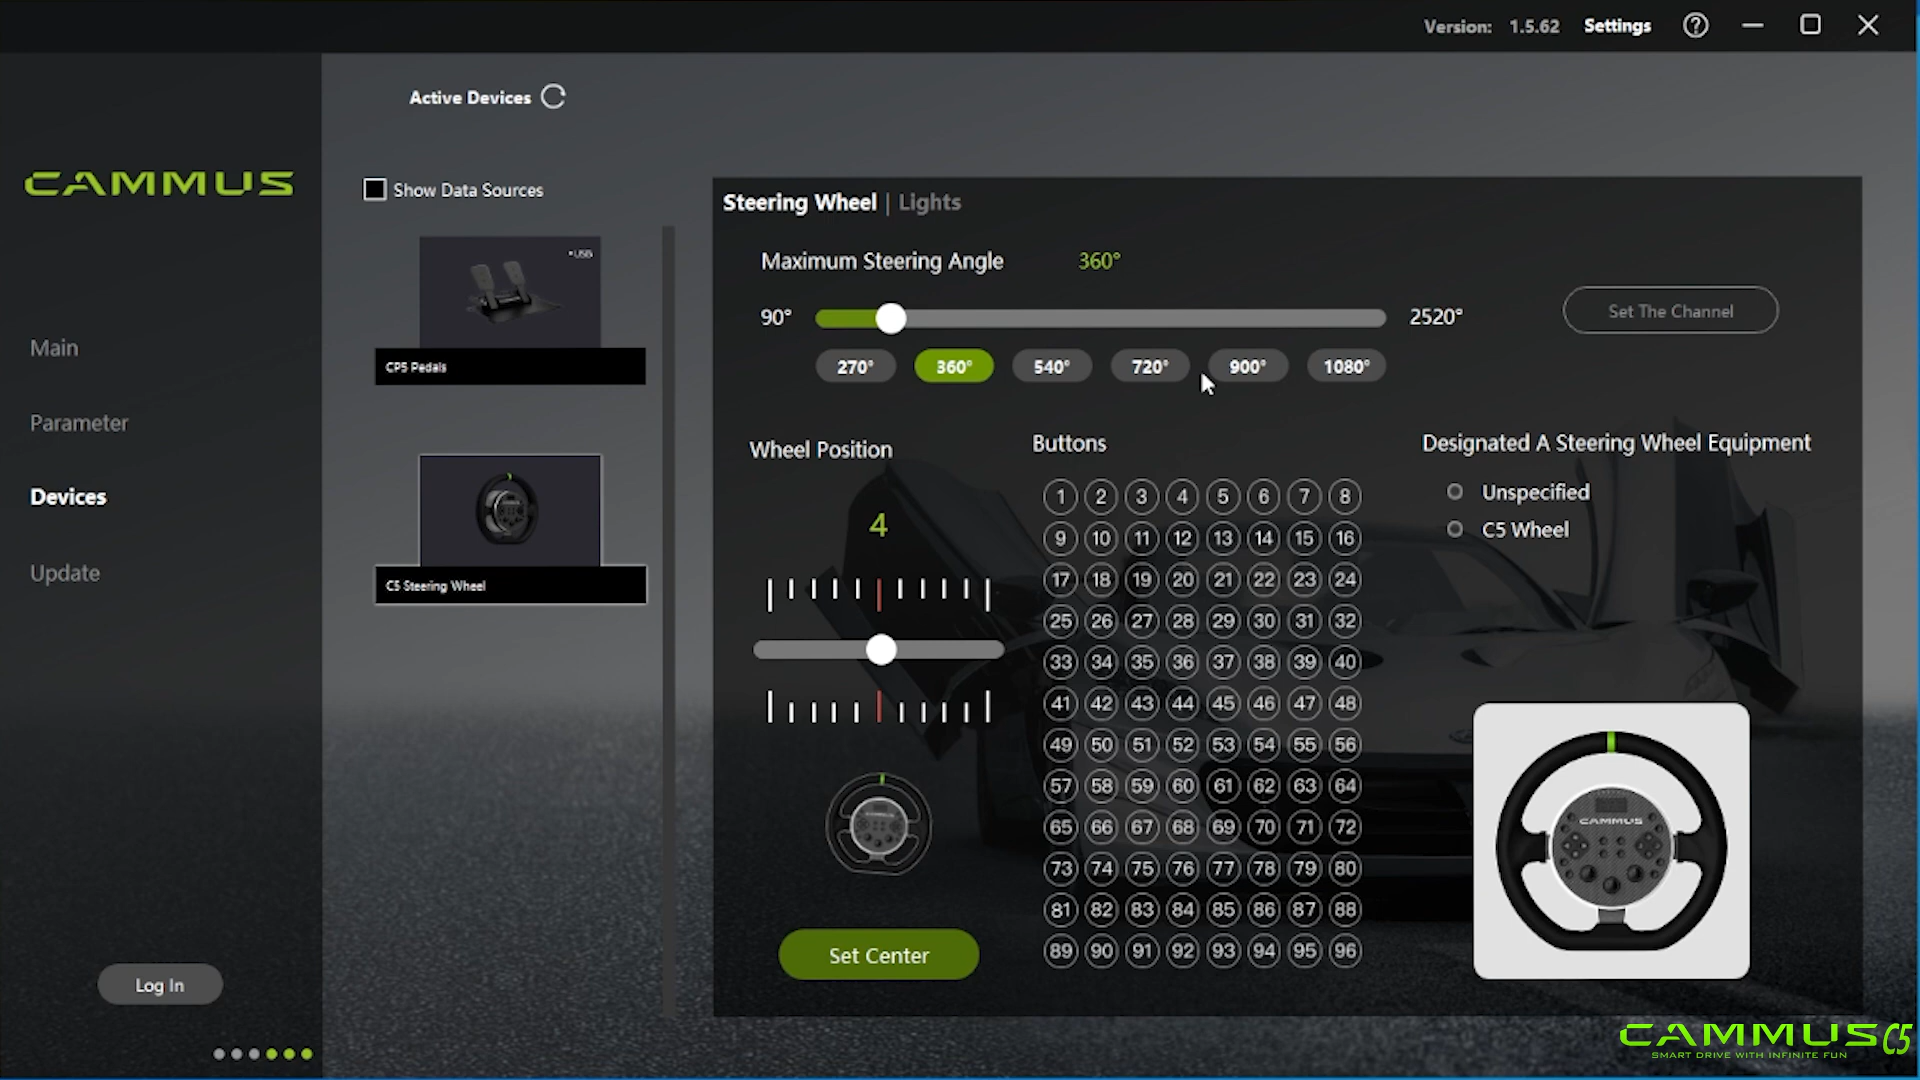 Version: 1.5.62 Settings
Active Devices
CAMMUS
Show Data Sources
USB
CP5 Pedals
C5 Steering Wheel
Main
Parameter
Devices
Update
Log In
Steering Wheel | Lights
Maximum Steering Angle 360°
90° 2520°
Set The Channel
270° 360° 540° 720° 900° 1080°
Wheel Position
4
Set Center
Buttons
1 2 3 4 5 6 7 8
9 10 11 12 13 14 15 16
17 18 19 20 21 22 23 24
25 26 27 28 29 30 31 32
33 34 35 36 37 38 39 40
41 42 43 44 45 46 47 48
49 50 51 52 53 54 55 56
57 58 59 60 61 62 63 64
65 66 67 68 69 70 71 72
73 74 75 76 77 78 79 80
81 82 83 84 85 86 87 88
89 90 91 92 93 94 95 96
Designated A Steering Wheel Equipment
Unspecified
C5 Wheel
CAMMUS
CAMMUS C5
SMART DRIVE WITH INFINITE FUN